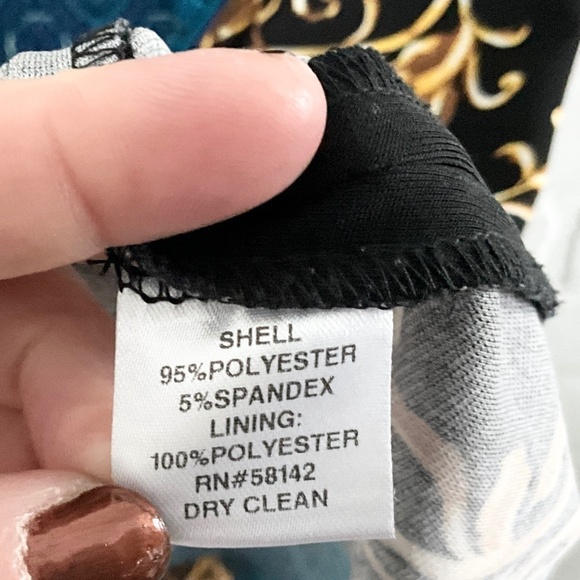 SHELL
95%POLYESTER
5%SPANDEX
LINING:
100%POLYESTER
RN#58142
DRY CLEAN